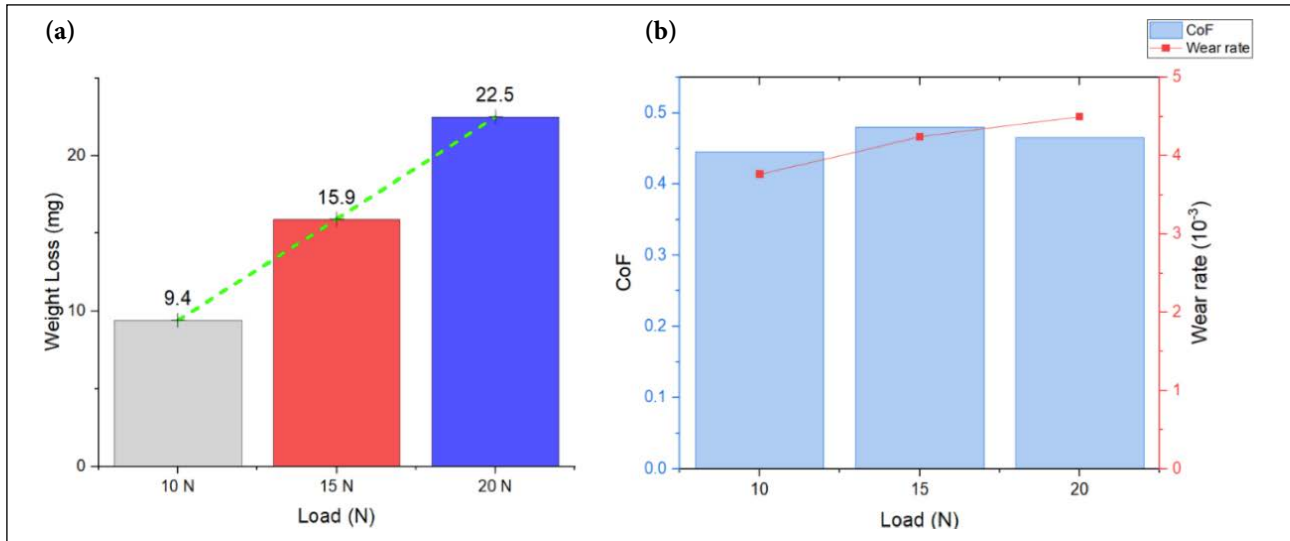 (a)
Weight Loss (mg)
20
10
0
9.4
15.9
22.5
10 N
15 N
20 N
Load (N)
(b)
CoF
Wear rate
CoF
0.5
0.4
0.3
0.2
0.1
0.0
10
15
20
Load (N)
5
4
3
2
1
0
Wear rate (10⁻³)